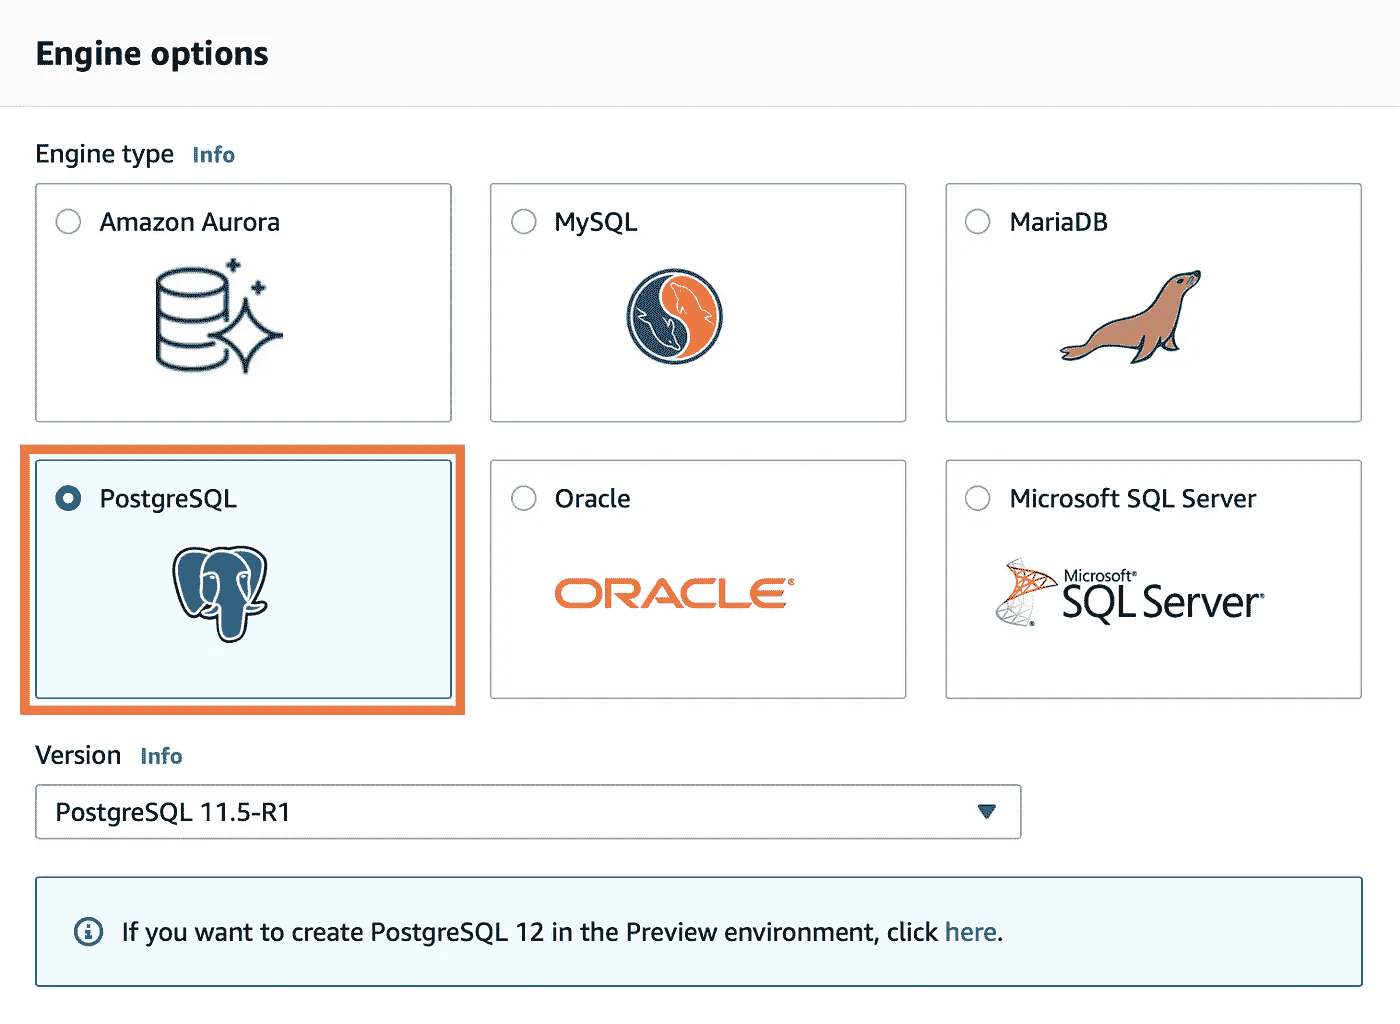 Engine options
Engine type Info
Amazon Aurora
MySQL
MariaDB
PostgreSQL
Oracle
ORACLE®
Microsoft SQL Server
Microsoft®
SQL Server®
Version Info
PostgreSQL 11.5-R1
If you want to create PostgreSQL 12 in the Preview environment, click here.